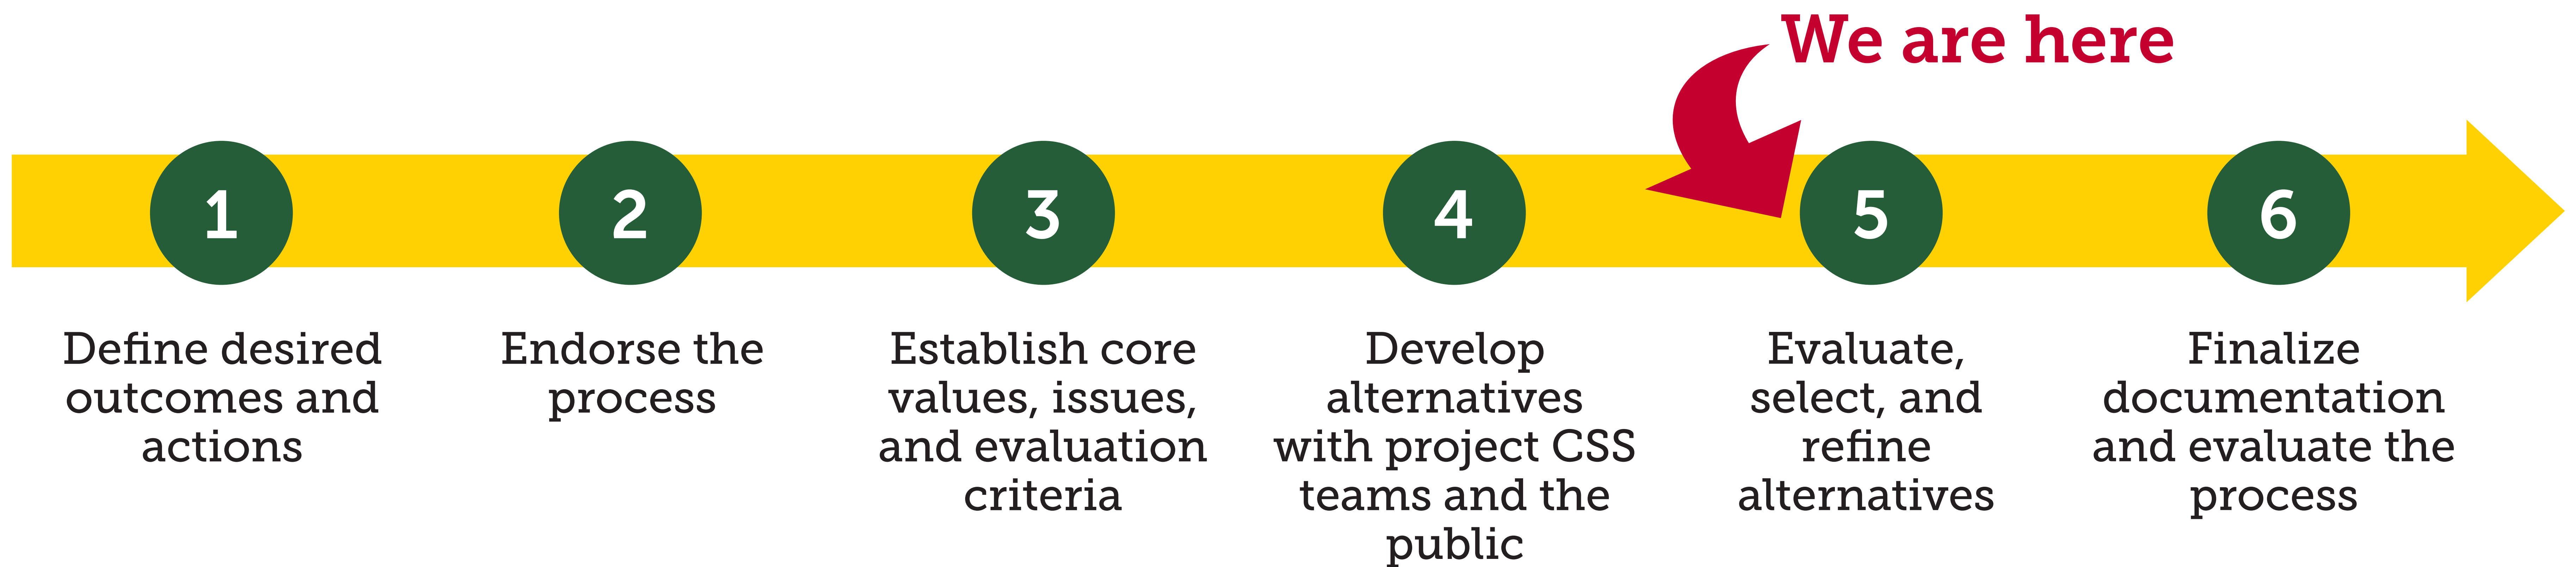 We are here
1
2
3
4
5
6
Define desired
outcomes and
actions
Endorse the
process
Establish core
values, issues,
and evaluation
criteria
Develop
alternatives
with project CSS
teams and the
public
Evaluate,
select, and
refine
alternatives
Finalize
documentation
and evaluate the
process